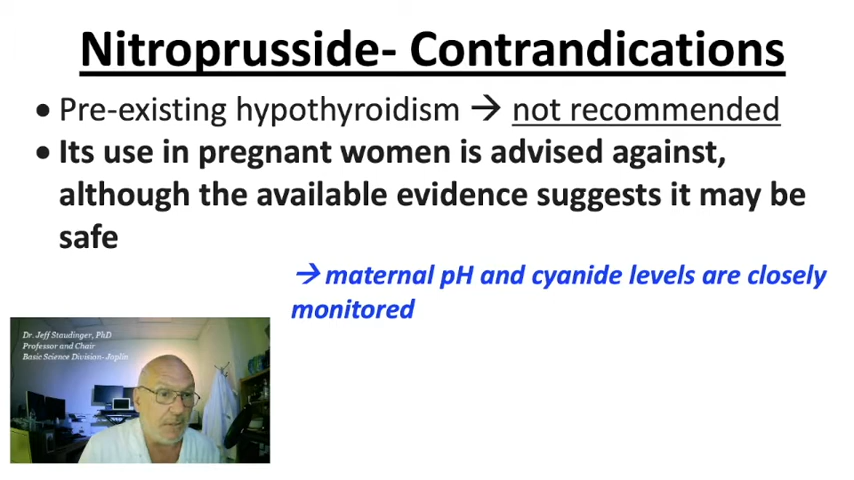 Nitroprusside- Contrandications
• Pre-existing hypothyroidism → not recommended
• Its use in pregnant women is advised against,
although the available evidence suggests it may be
safe
→ maternal pH and cyanide levels are closely
monitored
Dr. Jeff Staudinger, PhD
Professor and Chair
Basic Science Division- Joplin